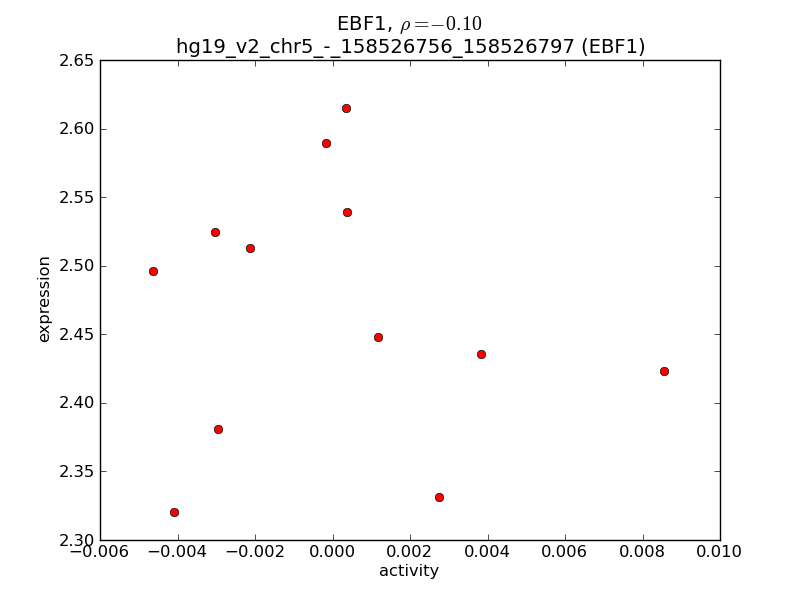 EBF1, ρ=−0.10
hg19_v2_chr5_-_158526756_158526797 (EBF1)
2.65
2.60
2.55
2.50
2.45
2.40
2.35
2.30
expression
−0.006 −0.004 −0.002 0.000 0.002 0.004 0.006 0.008 0.010
activity